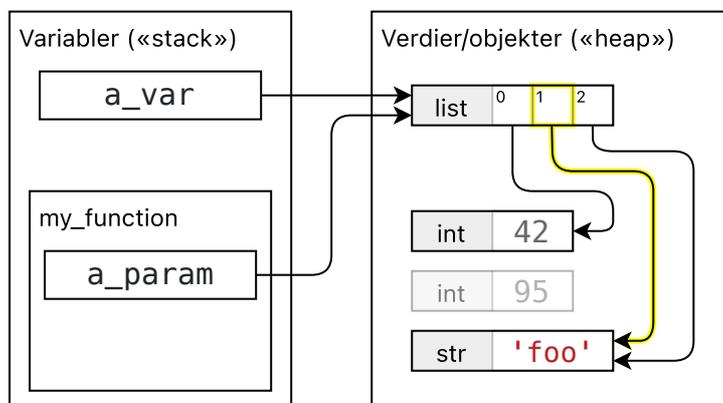 Variabler («stack»)
a_var
my_function
a_param
Verdier/objekter («heap»)
list 0 1 2
int 42
int 95
str 'foo'